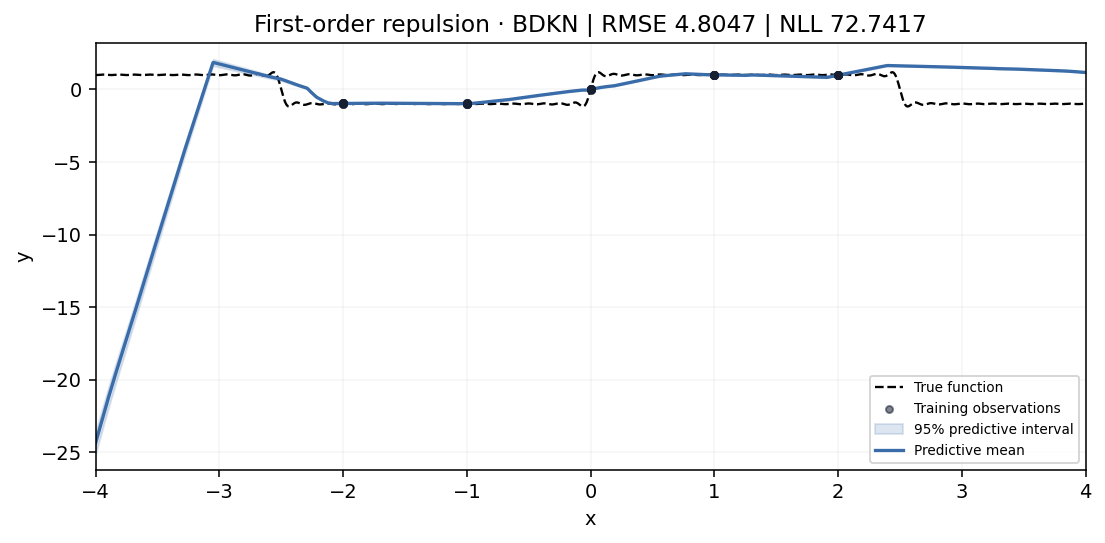 First-order repulsion · BDKN | RMSE 4.8047 | NLL 72.7417
y
0
−5
−10
−15
−20
−25
True function
Training observations
95% predictive interval
Predictive mean
−4 −3 −2 −1 0 1 2 3 4
x